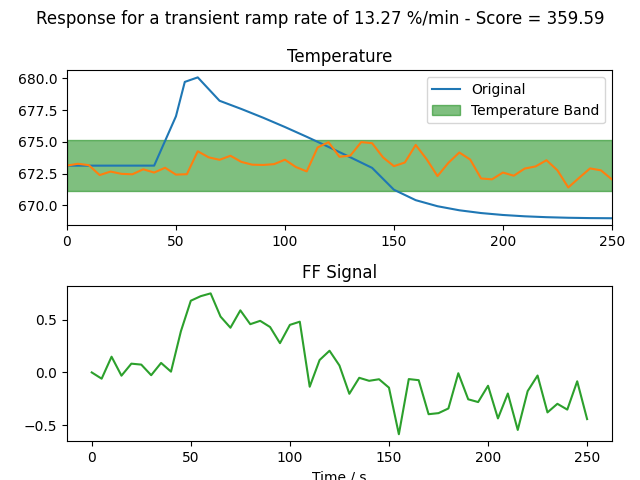 Response for a transient ramp rate of 13.27 %/min - Score = 359.59
Temperature
680.0
677.5
675.0
672.5
670.0
Original
Temperature Band
0 50 100 150 200 250
FF Signal
0.5
0.0
−0.5
0 50 100 150 200 250
Time / s